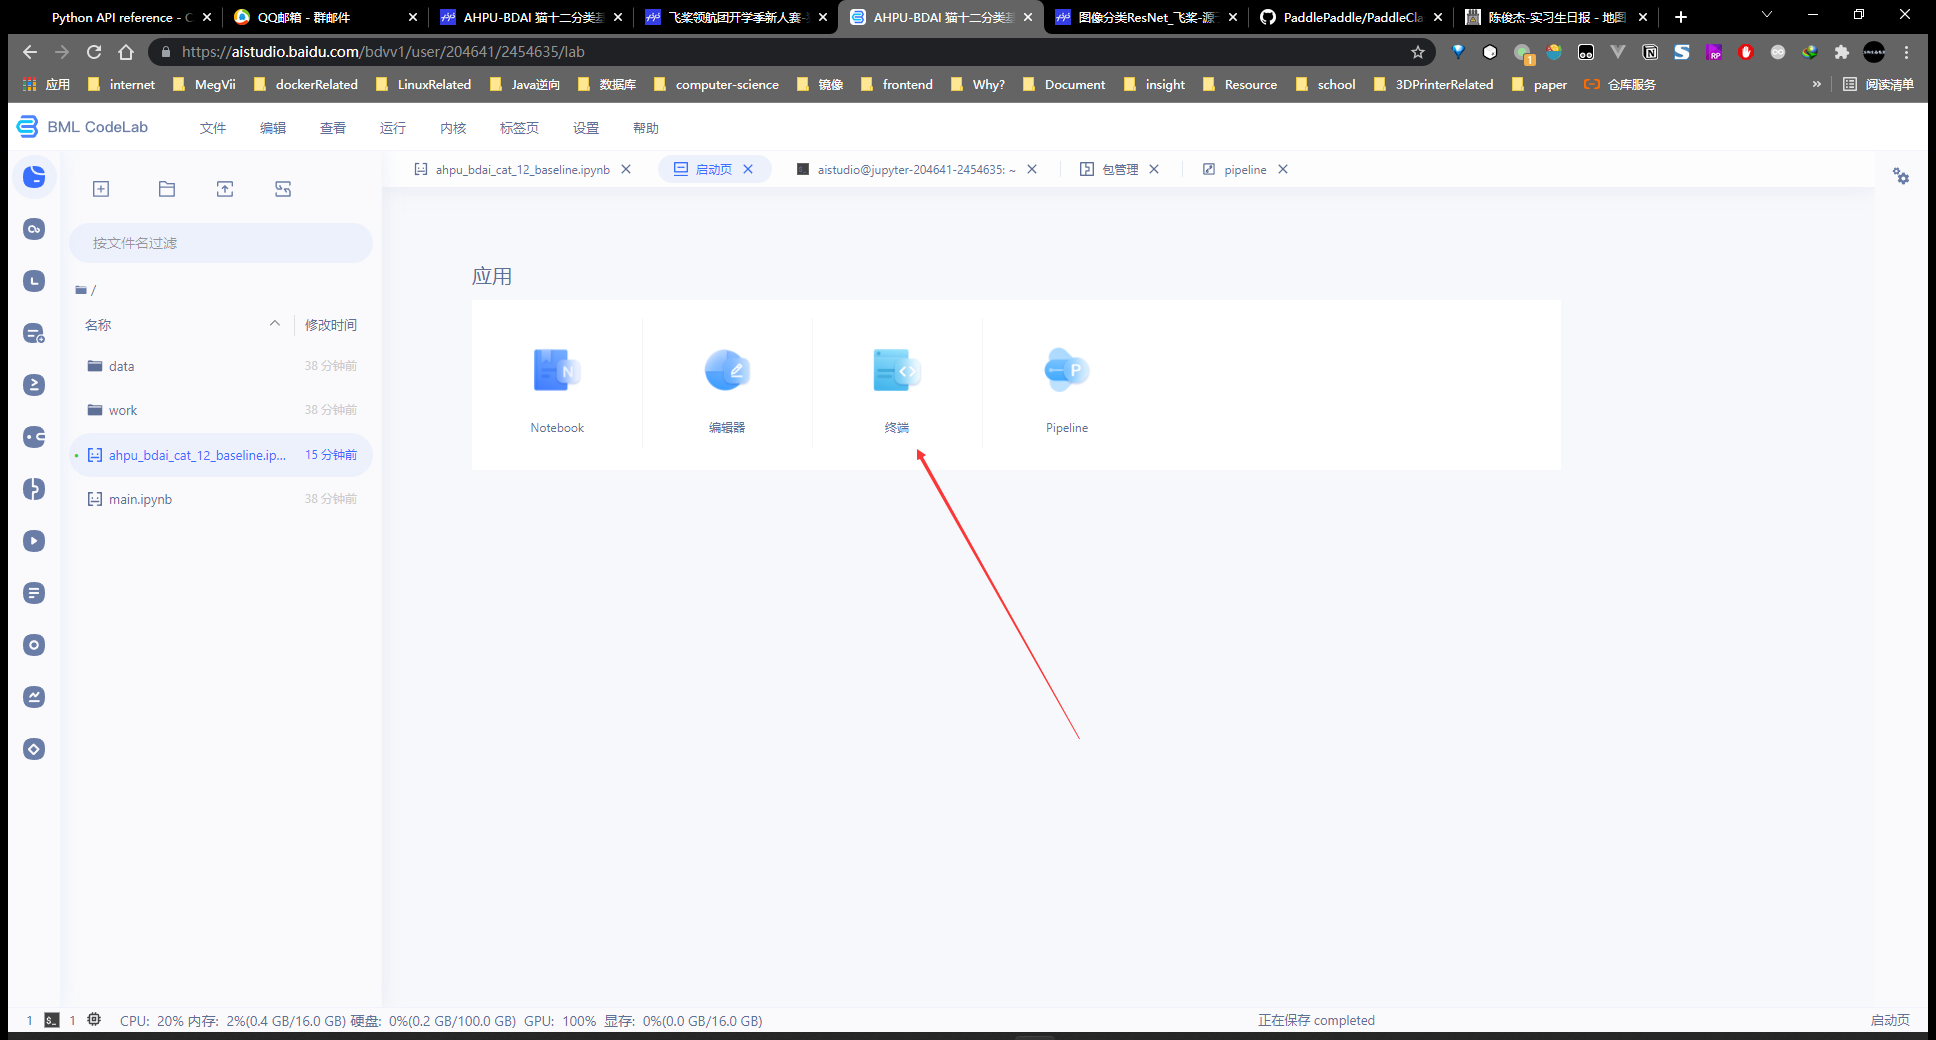 Python API reference - C
QQ邮箱 - 群邮件
AHPU-BDAI 猫十二分类基
飞桨领航团开学季新人赛-
AHPU-BDAI 猫十二分类基
图像分类ResNet_飞桨-源
PaddlePaddle/PaddleCla
陈俊杰-实习生日报 - 地图
https://aistudio.baidu.com/bdvv1/user/204641/2454635/lab
1
RP
应用
internet
MegVii
dockerRelated
LinuxRelated
Java逆向
数据库
computer-science
镜像
frontend
Why?
Document
insight
Resource
school
3DPrinterRelated
paper
仓库服务
»
阅读清单
BML CodeLab
文件
编辑
查看
运行
内核
标签页
设置
帮助
ahpu_bdai_cat_12_baseline.ipynb
启动页
aistudio@jupyter-204641-2454635: ~
包管理
pipeline
按文件名过滤
/
名称
修改时间
data
38 分钟前
work
38 分钟前
ahpu_bdai_cat_12_baseline.ip...
15 分钟前
main.ipynb
38 分钟前
应用
N
P
Notebook
编辑器
终端
Pipeline
1
$_
1
CPU: 20% 内存: 2%(0.4 GB/16.0 GB) 硬盘: 0%(0.2 GB/100.0 GB) GPU: 100% 显存: 0%(0.0 GB/16.0 GB)
正在保存 completed
启动页